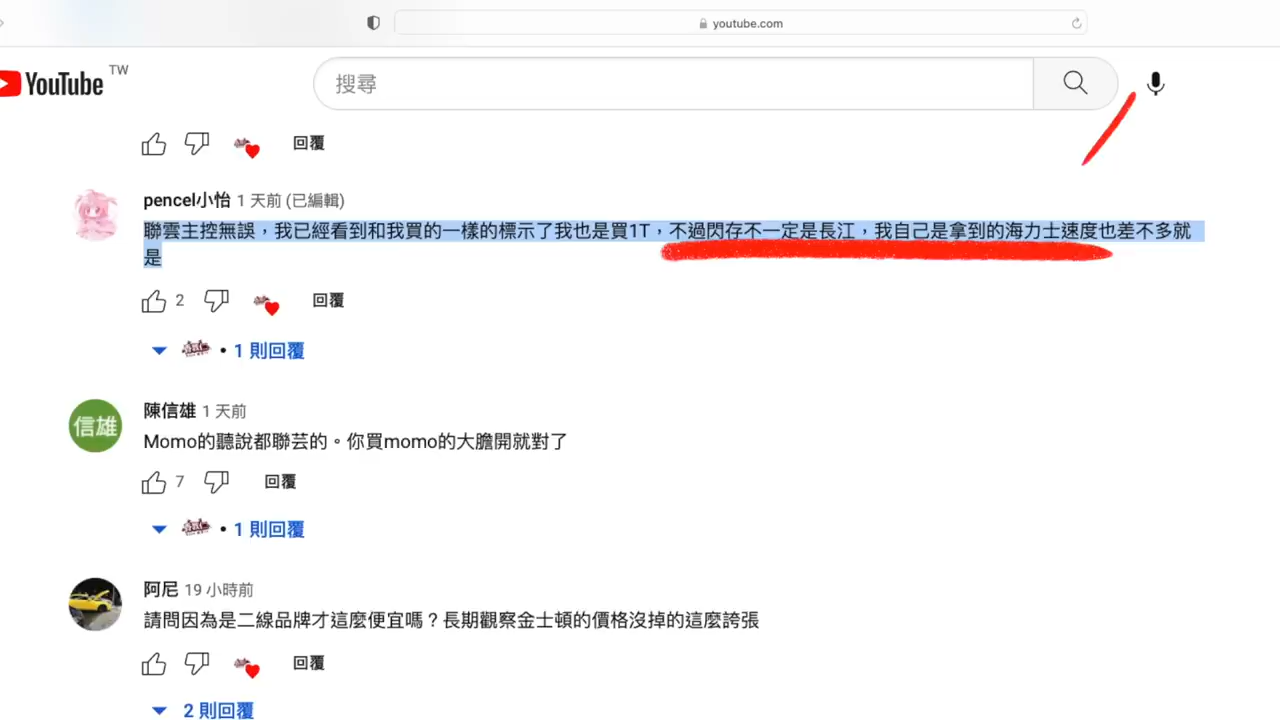 youtube.com
YouTube TW
搜尋
回覆
pencel小怡 1 天前 (已編輯)
聯雲主控無誤，我已經看到和我買的一樣的標示了我也是買1T，不過閃存不一定是長江，我自己是拿到的海力士速度也差不多就
是
2 回覆
• 1 則回覆
信雄
陳信雄 1 天前
Momo的聽說都聯芸的。你買momo的大膽開就對了
7 回覆
• 1 則回覆
阿尼 19 小時前
請問因為是二線品牌才這麼便宜嗎？長期觀察金士頓的價格沒掉的這麼誇張
回覆
2 則回覆